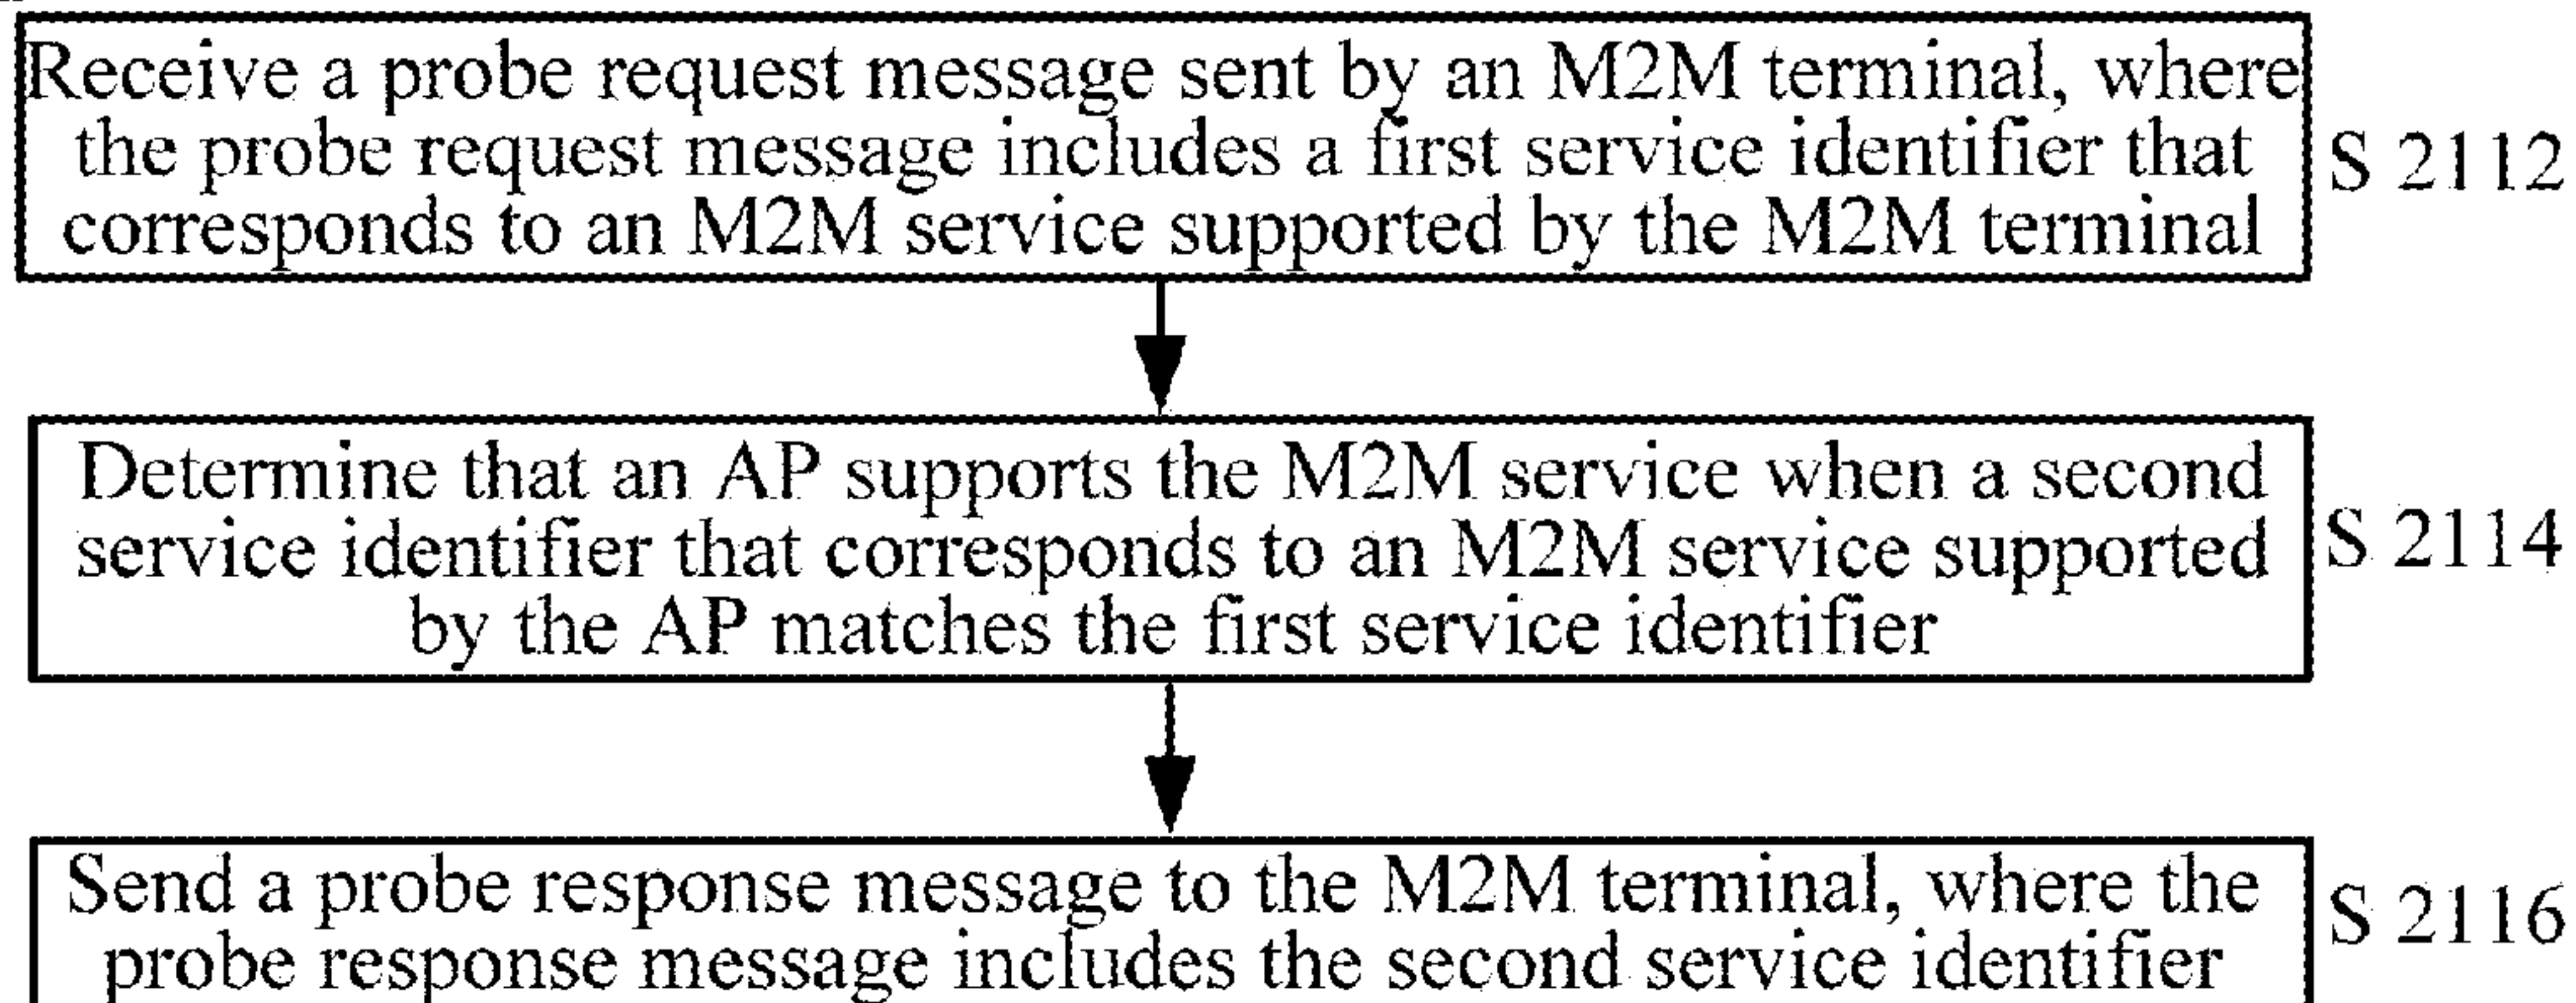 Receive a probe request message sent by an M2M terminal, where
the probe request message includes a first service identifier that
corresponds to an M2M service supported by the M2M terminal
S 2112
Determine that an AP supports the M2M service when a second
service identifier that corresponds to an M2M service supported
by the AP matches the first service identifier
S 2114
Send a probe response message to the M2M terminal, where the
probe response message includes the second service identifier
S 2116